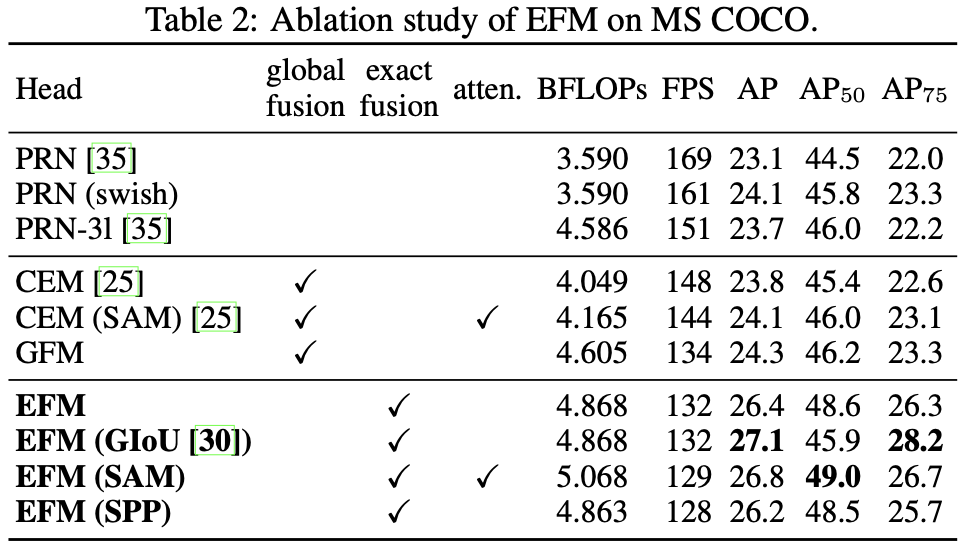 Table 2: Ablation study of EFM on MS COCO.
Head global fusion exact fusion atten. BFLOPs FPS AP AP50 AP75
PRN [35] 3.590 169 23.1 44.5 22.0
PRN (swish) 3.590 161 24.1 45.8 23.3
PRN-3l [35] 4.586 151 23.7 46.0 22.2
CEM [25] ✓ 4.049 148 23.8 45.4 22.6
CEM (SAM) [25] ✓ ✓ 4.165 144 24.1 46.0 23.1
GFM ✓ 4.605 134 24.3 46.2 23.3
EFM ✓ 4.868 132 26.4 48.6 26.3
EFM (GIoU [30]) ✓ 4.868 132 27.1 45.9 28.2
EFM (SAM) ✓ ✓ 5.068 129 26.8 49.0 26.7
EFM (SPP) ✓ 4.863 128 26.2 48.5 25.7